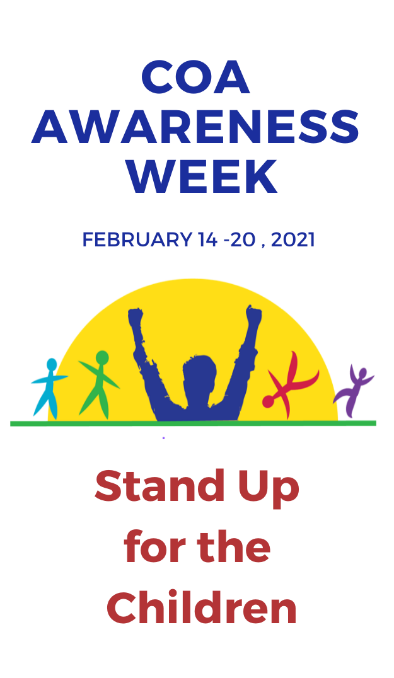 COA
AWARENESS
WEEK
FEBRUARY 14 -20 , 2021
Stand Up
for the
Children